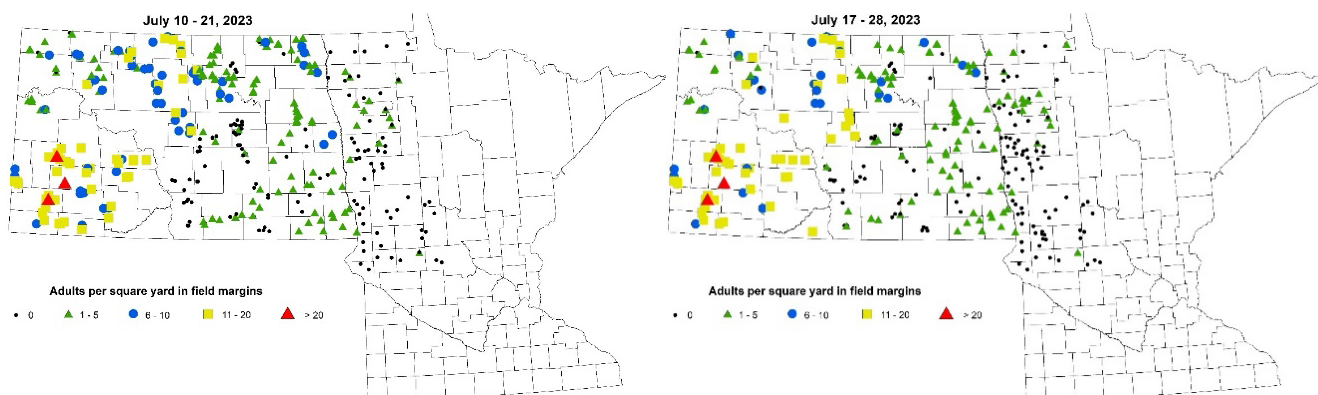 July 10 - 21, 2023
Adults per square yard in field margins
0 1 - 5 6 - 10 11 - 20 > 20
July 17 - 28, 2023
Adults per square yard in field margins
0 1 - 5 6 - 10 11 - 20 > 20